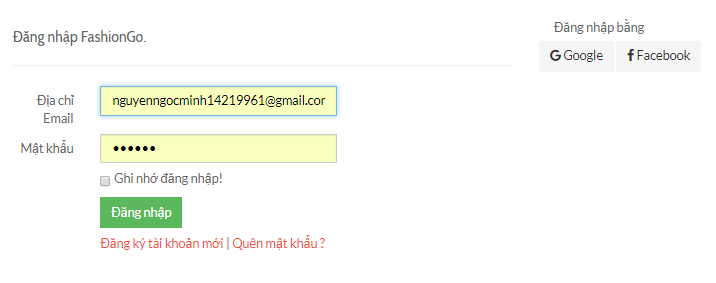 Đăng nhập FashionGo.
Địa chỉ Email
nguyenngocminh14219961@gmail.cor
Mật khẩu
••••••
Ghi nhớ đăng nhập!
Đăng nhập
Đăng ký tài khoản mới | Quên mật khẩu ?
Đăng nhập bằng
Google Facebook